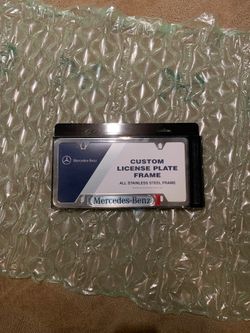 Mercedes-Benz
CUSTOM
LICENSE PLATE
FRAME
ALL STAINLESS STEEL FRAME
Mercedes-Benz